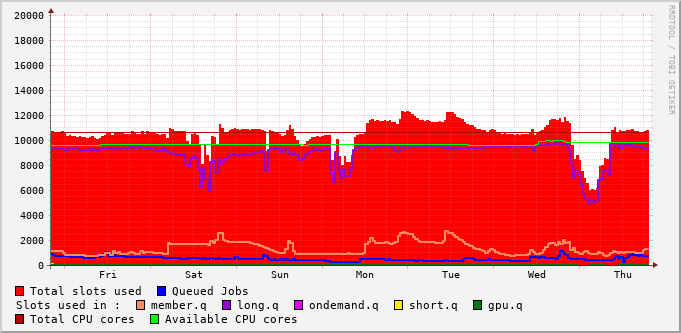 RRDTOOL / TOBI OETIKER
20000
18000
16000
14000
12000
10000
8000
6000
4000
2000
0
Fri Sat Sun Mon Tue Wed Thu
Total slots used Queued Jobs
Slots used in : member.q long.q ondemand.q short.q gpu.q
Total CPU cores Available CPU cores